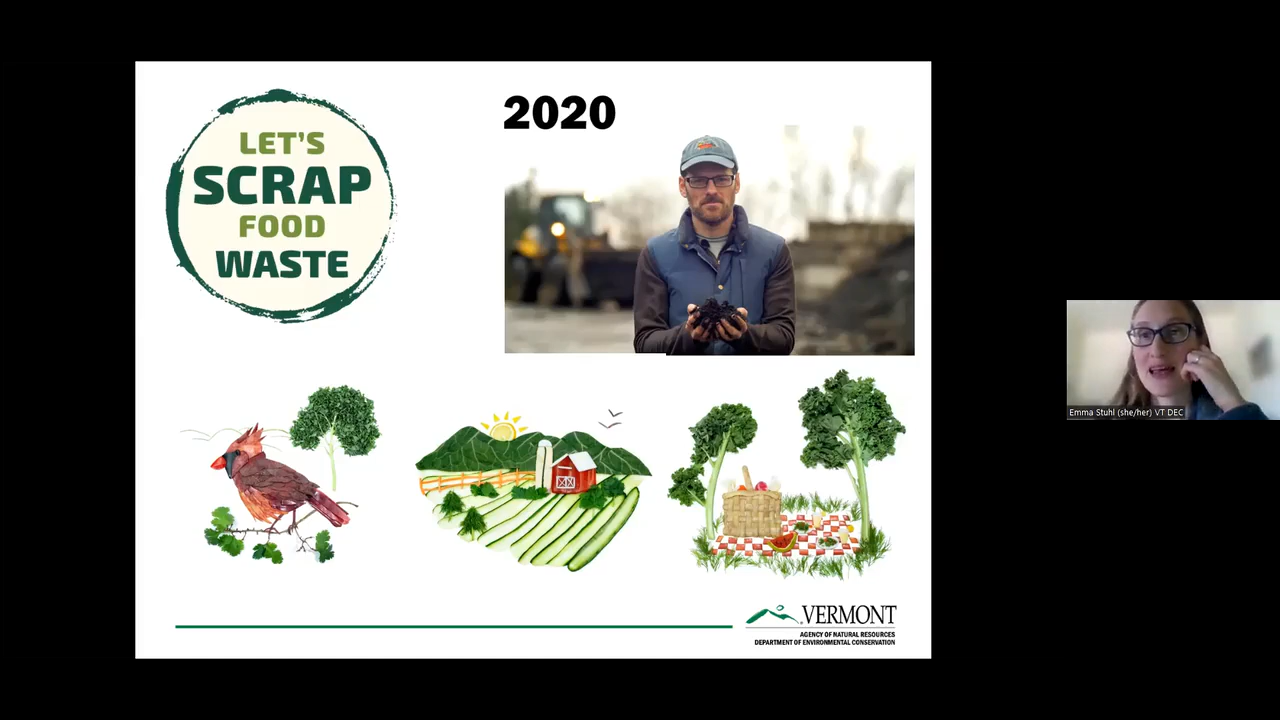 LET'S
SCRAP
FOOD
WASTE
2020
Emma Stuhl (she/her) VT DEC
VERMONT
AGENCY OF NATURAL RESOURCES
DEPARTMENT OF ENVIRONMENTAL CONSERVATION